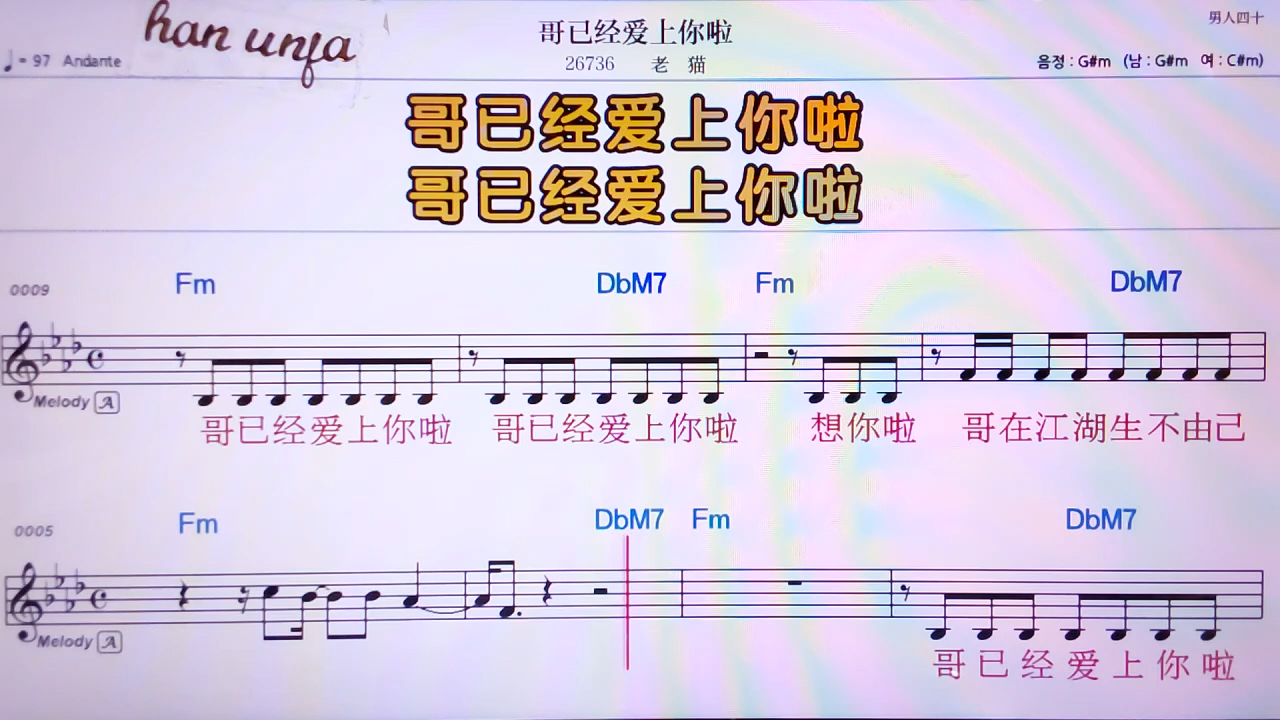 han unja
哥已经爱上你啦
男人四十
♩= 97 Andante
26736 老 猫
음정 : G#m (남 : G#m 여 : C#m)
哥已经爱上你啦
哥已经爱上你啦
Fm DbM7 Fm DbM7
0009
Melody A
哥已经爱上你啦 哥已经爱上你啦 想你啦 哥在江湖生不由己
Fm DbM7 Fm DbM7
0005
Melody A
哥已经爱上你啦